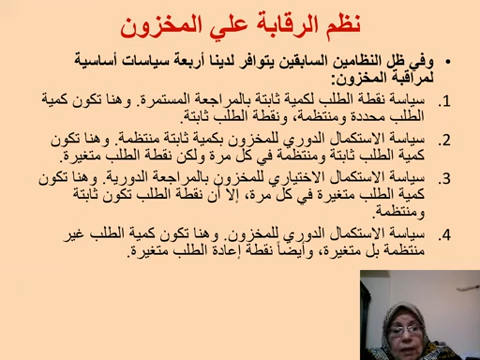 نظم الرقابة علي المخزون
• وفي ظل النظامين السابقين يتوافر لدينا أربعة سياسات أساسية
لمراقبة المخزون:
1. سياسة نقطة الطلب لكمية ثابتة بالمراجعة المستمرة. وهنا تكون كمية
الطلب محددة ومنتظمة، ونقطة الطلب ثابتة.
2. سياسة الاستكمال الدوري للمخزون بكمية ثابتة منتظمة. وهنا تكون
كمية الطلب ثابتة ومنتظمة في كل مرة ولكن نقطة الطلب متغيرة.
3. سياسة الاستكمال الاختياري للمخزون بالمراجعة الدورية. وهنا تكون
كمية الطلب متغيرة في كل مرة، إلا أن نقطة الطلب تكون ثابتة
ومنتظمة.
4. سياسة الاستكمال الدوري للمخزون. وهنا تكون كمية الطلب غير
منتظمة بل متغيرة، وأيضاً نقطة إعادة الطلب متغيرة.